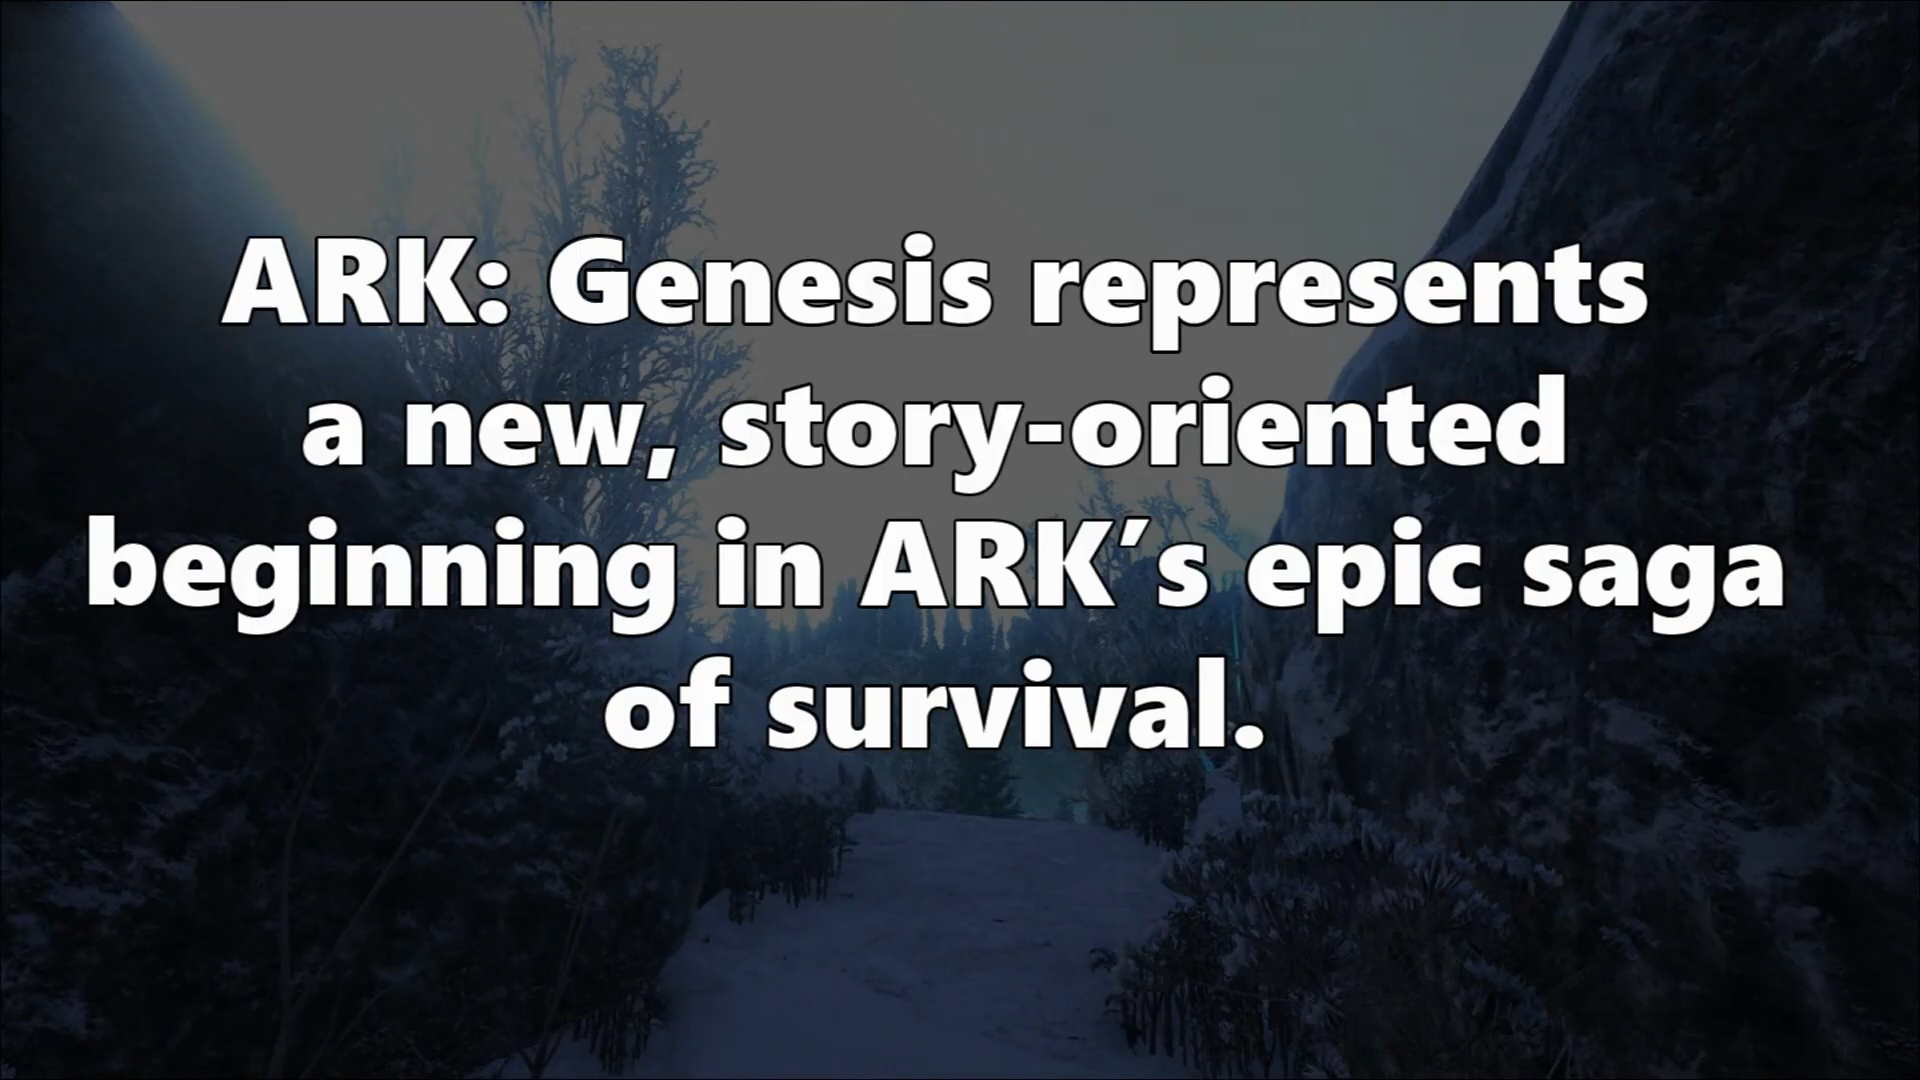 ARK: Genesis represents
a new, story-oriented
beginning in ARK’s epic saga
of survival.